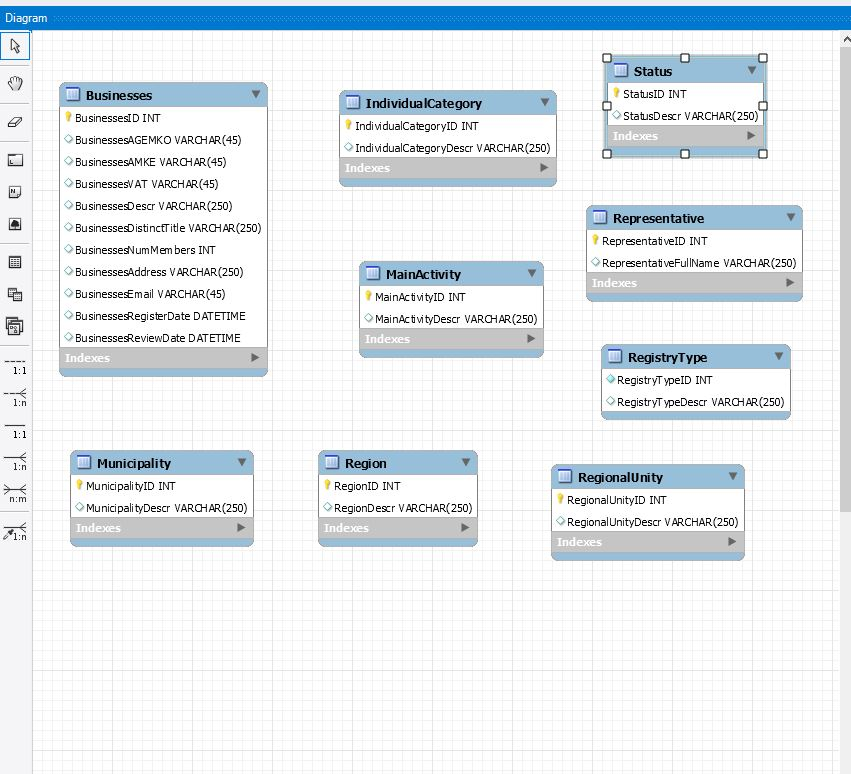 Diagram
Businesses
BusinessesID INT
BusinessesAGEMKO VARCHAR(45)
BusinessesAMKE VARCHAR(45)
BusinessesVAT VARCHAR(45)
BusinessesDescr VARCHAR(250)
BusinessesDistinctTitle VARCHAR(250)
BusinessesNumMembers INT
BusinessesAddress VARCHAR(250)
BusinessesEmail VARCHAR(45)
BusinessesRegisterDate DATETIME
BusinessesReviewDate DATETIME
Indexes
IndividualCategory
IndividualCategoryID INT
IndividualCategoryDescr VARCHAR(250)
Indexes
Status
StatusID INT
StatusDescr VARCHAR(250)
Indexes
Representative
RepresentativeID INT
RepresentativeFullName VARCHAR(250)
Indexes
MainActivity
MainActivityID INT
MainActivityDescr VARCHAR(250)
Indexes
RegistryType
RegistryTypeID INT
RegistryTypeDescr VARCHAR(250)
Municipality
MunicipalityID INT
MunicipalityDescr VARCHAR(250)
Indexes
Region
RegionID INT
RegionDescr VARCHAR(250)
Indexes
RegionalUnity
RegionalUnityID INT
RegionalUnityDescr VARCHAR(250)
Indexes
1:1
1:n
1:1
1:n
n:m
1:n